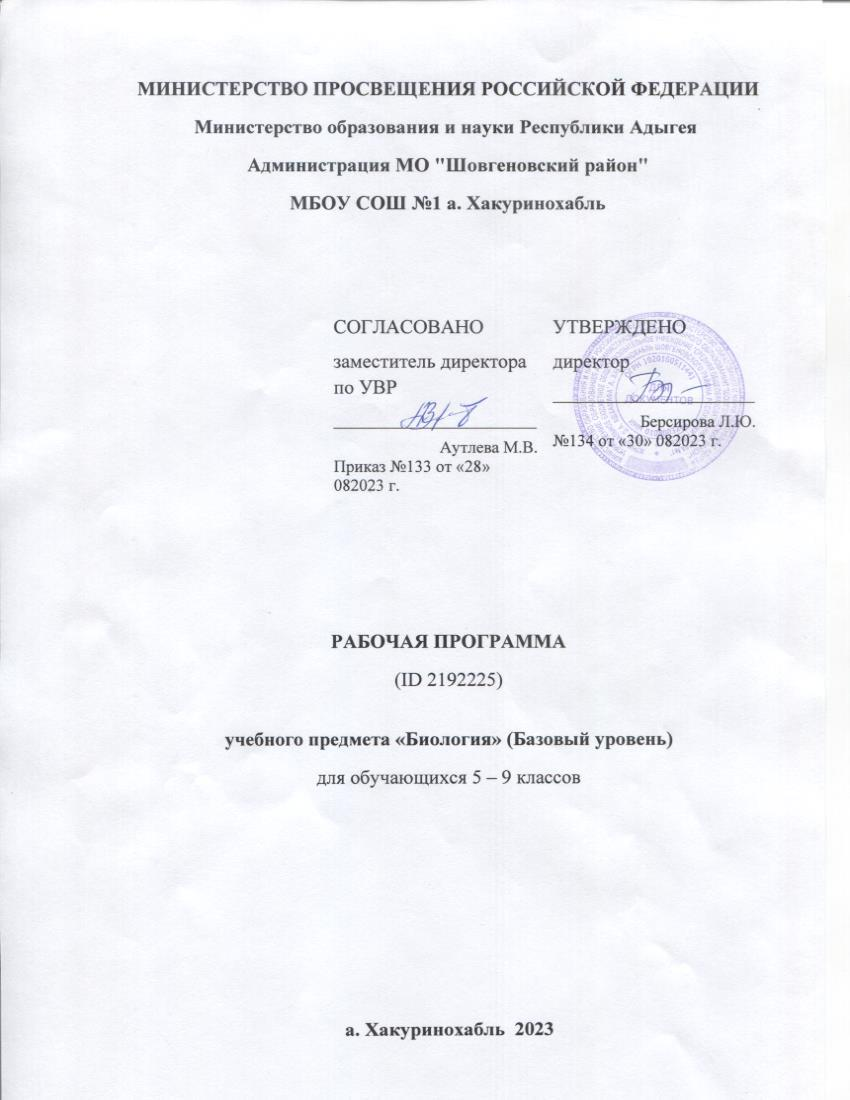 МИНИСТЕРСТВО ПРОСВЕЩЕНИЯ РОССИЙСКОЙ ФЕДЕРАЦИИ
Министерство образования и науки Республики Адыгея
Администрация МО "Шовгеновский район"
МБОУ СОШ №1 а. Хакуринохабль
СОГЛАСОВАНО
заместитель директора
по УВР
Аутлева М.В.
Приказ №133 от «28»
082023 г.
УТВЕРЖДЕНО
директор
ДЛЯ
ДОКУМЕНТОВ
Берсирова Л.Ю.
№134 от «30» 082023 г.
РАБОЧАЯ ПРОГРАММА
(ID 2192225)
учебного предмета «Биология» (Базовый уровень)
для обучающихся 5 – 9 классов
а. Хакуринохабль 2023